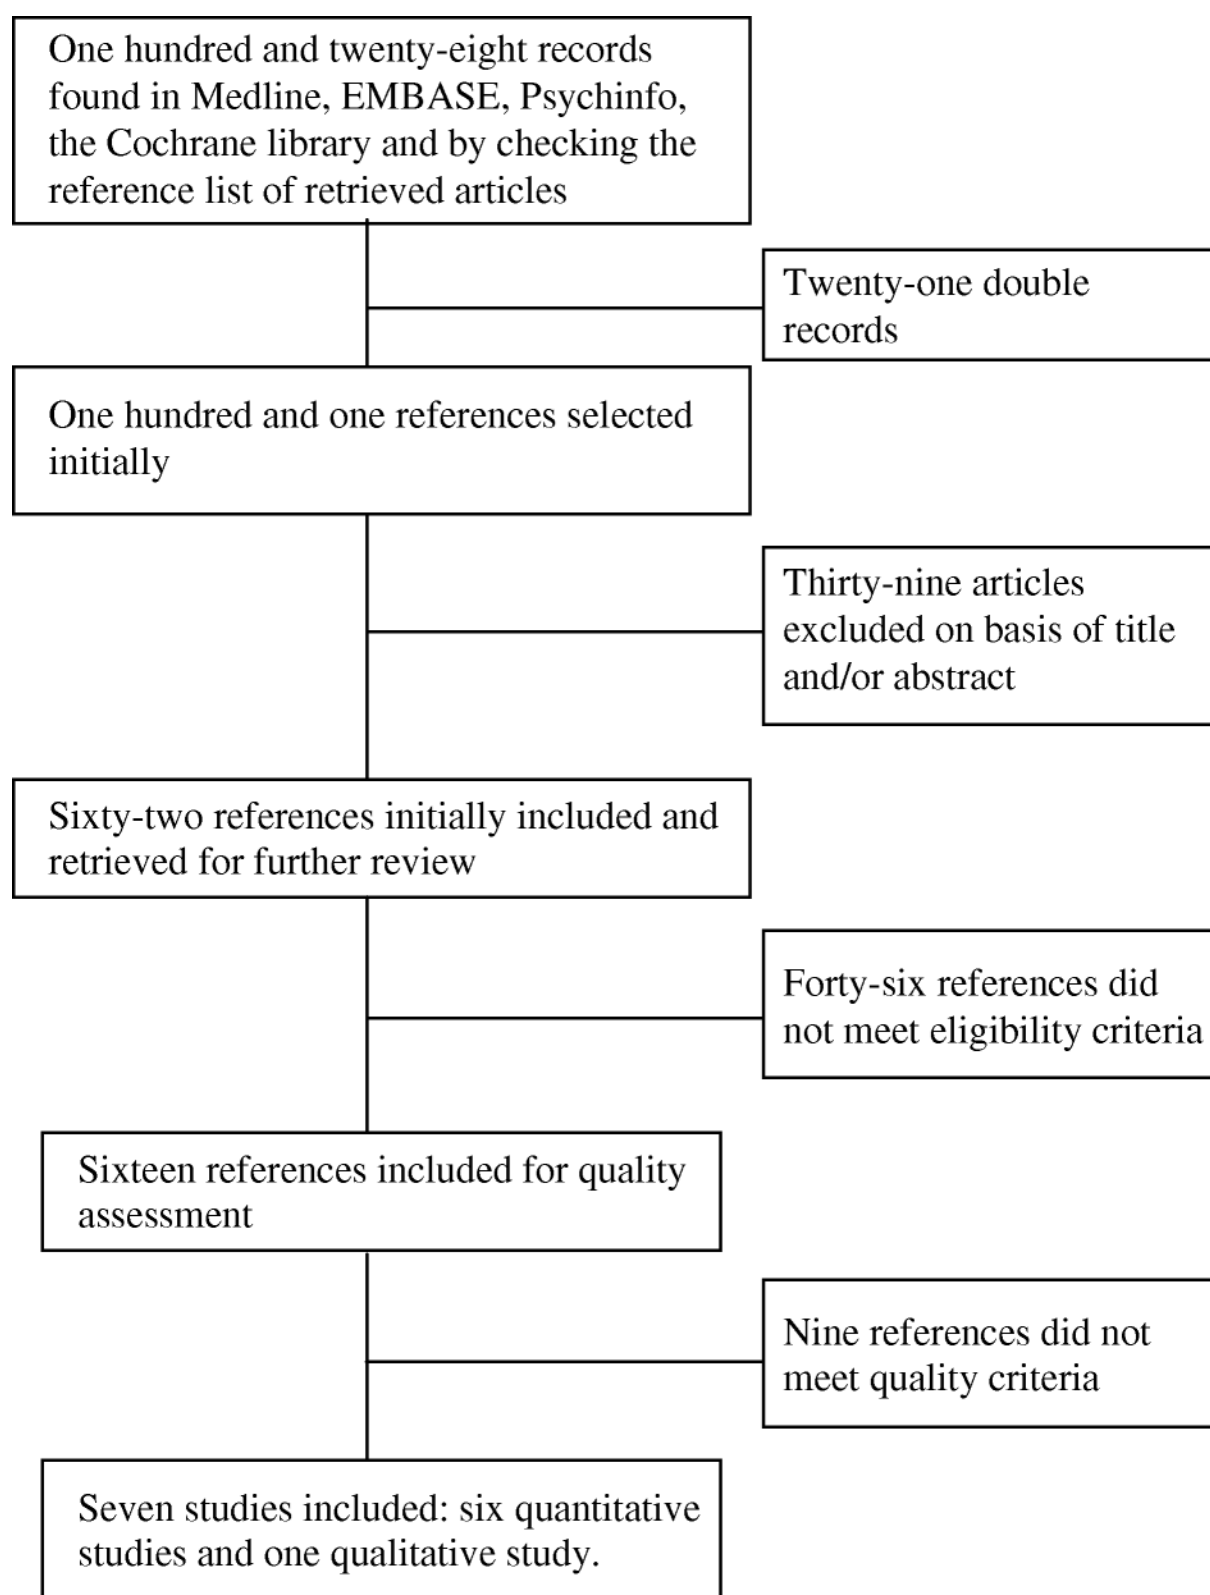 One hundred and twenty-eight records
found in Medline, EMBASE, Psychinfo,
the Cochrane library and by checking the
reference list of retrieved articles
Twenty-one double
records
One hundred and one references selected
initially
Thirty-nine articles
excluded on basis of title
and/or abstract
Sixty-two references initially included and
retrieved for further review
Forty-six references did
not meet eligibility criteria
Sixteen references included for quality
assessment
Nine references did not
meet quality criteria
Seven studies included: six quantitative
studies and one qualitative study.